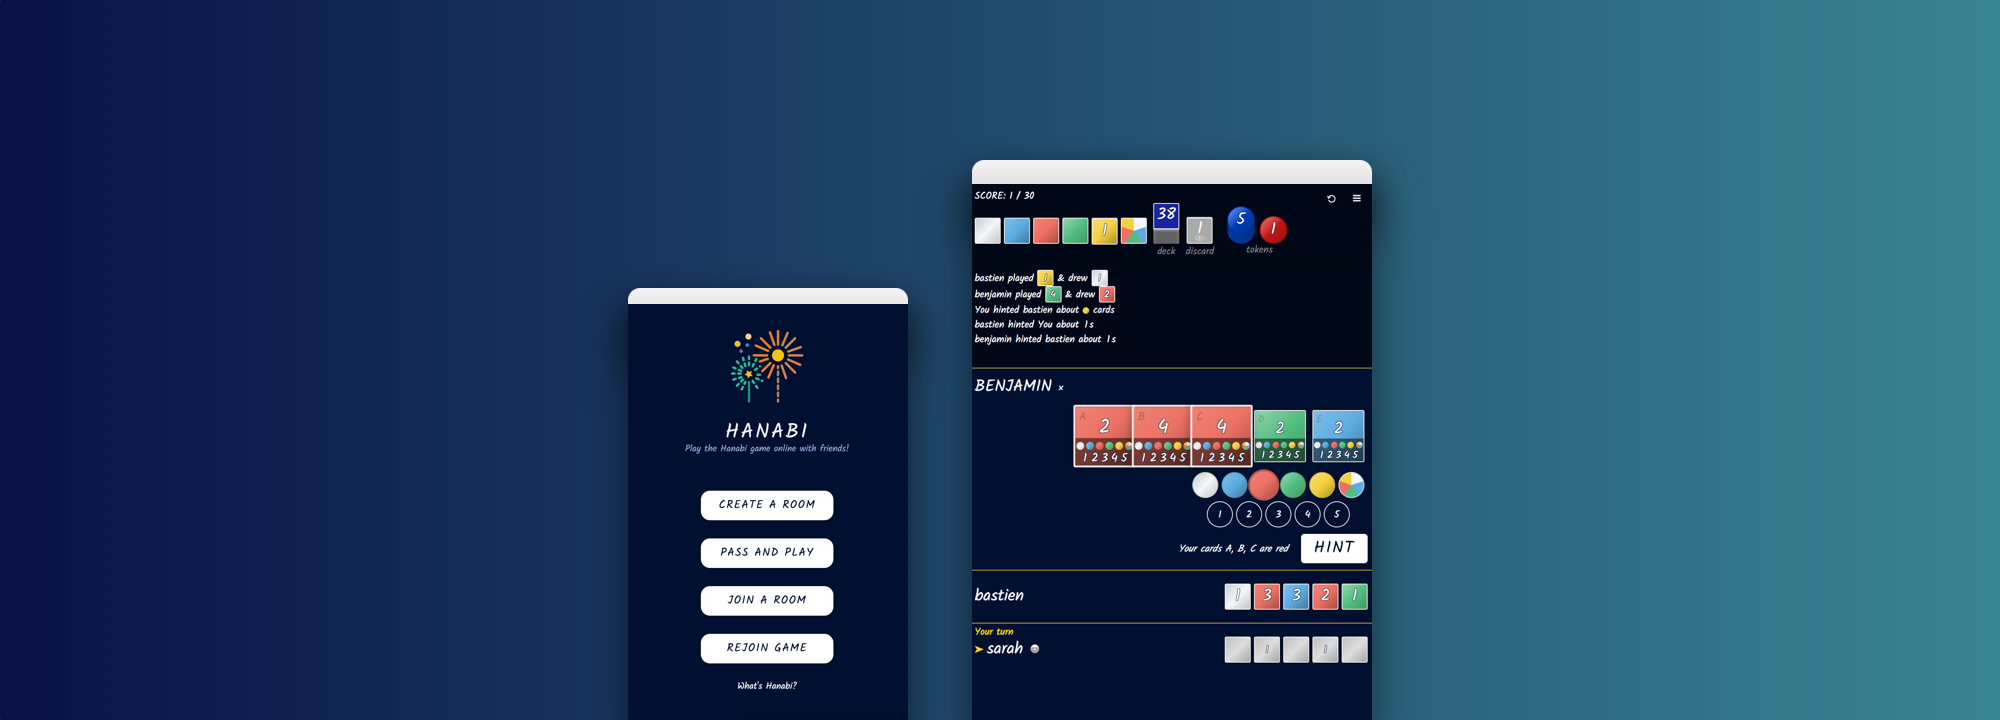 HANABI
Play the Hanabi game online with friends!
CREATE A ROOM
PASS AND PLAY
JOIN A ROOM
REJOIN GAME
What's Hanabi?
SCORE: 1 / 30
1
38
1
5
1
deck
discard
tokens
bastien played 1 & drew 1
benjamin played 4 & drew 2
You hinted bastien about cards
bastien hinted You about 1s
benjamin hinted bastien about 1s
BENJAMIN ×
A B C D E
2 4 4 2 2
1 2 3 4 5 1 2 3 4 5 1 2 3 4 5 1 2 3 4 5 1 2 3 4 5
1 2 3 4 5
Your cards A, B, C are red
HINT
bastien
1 3 3 2 1
Your turn
sarah
1 1